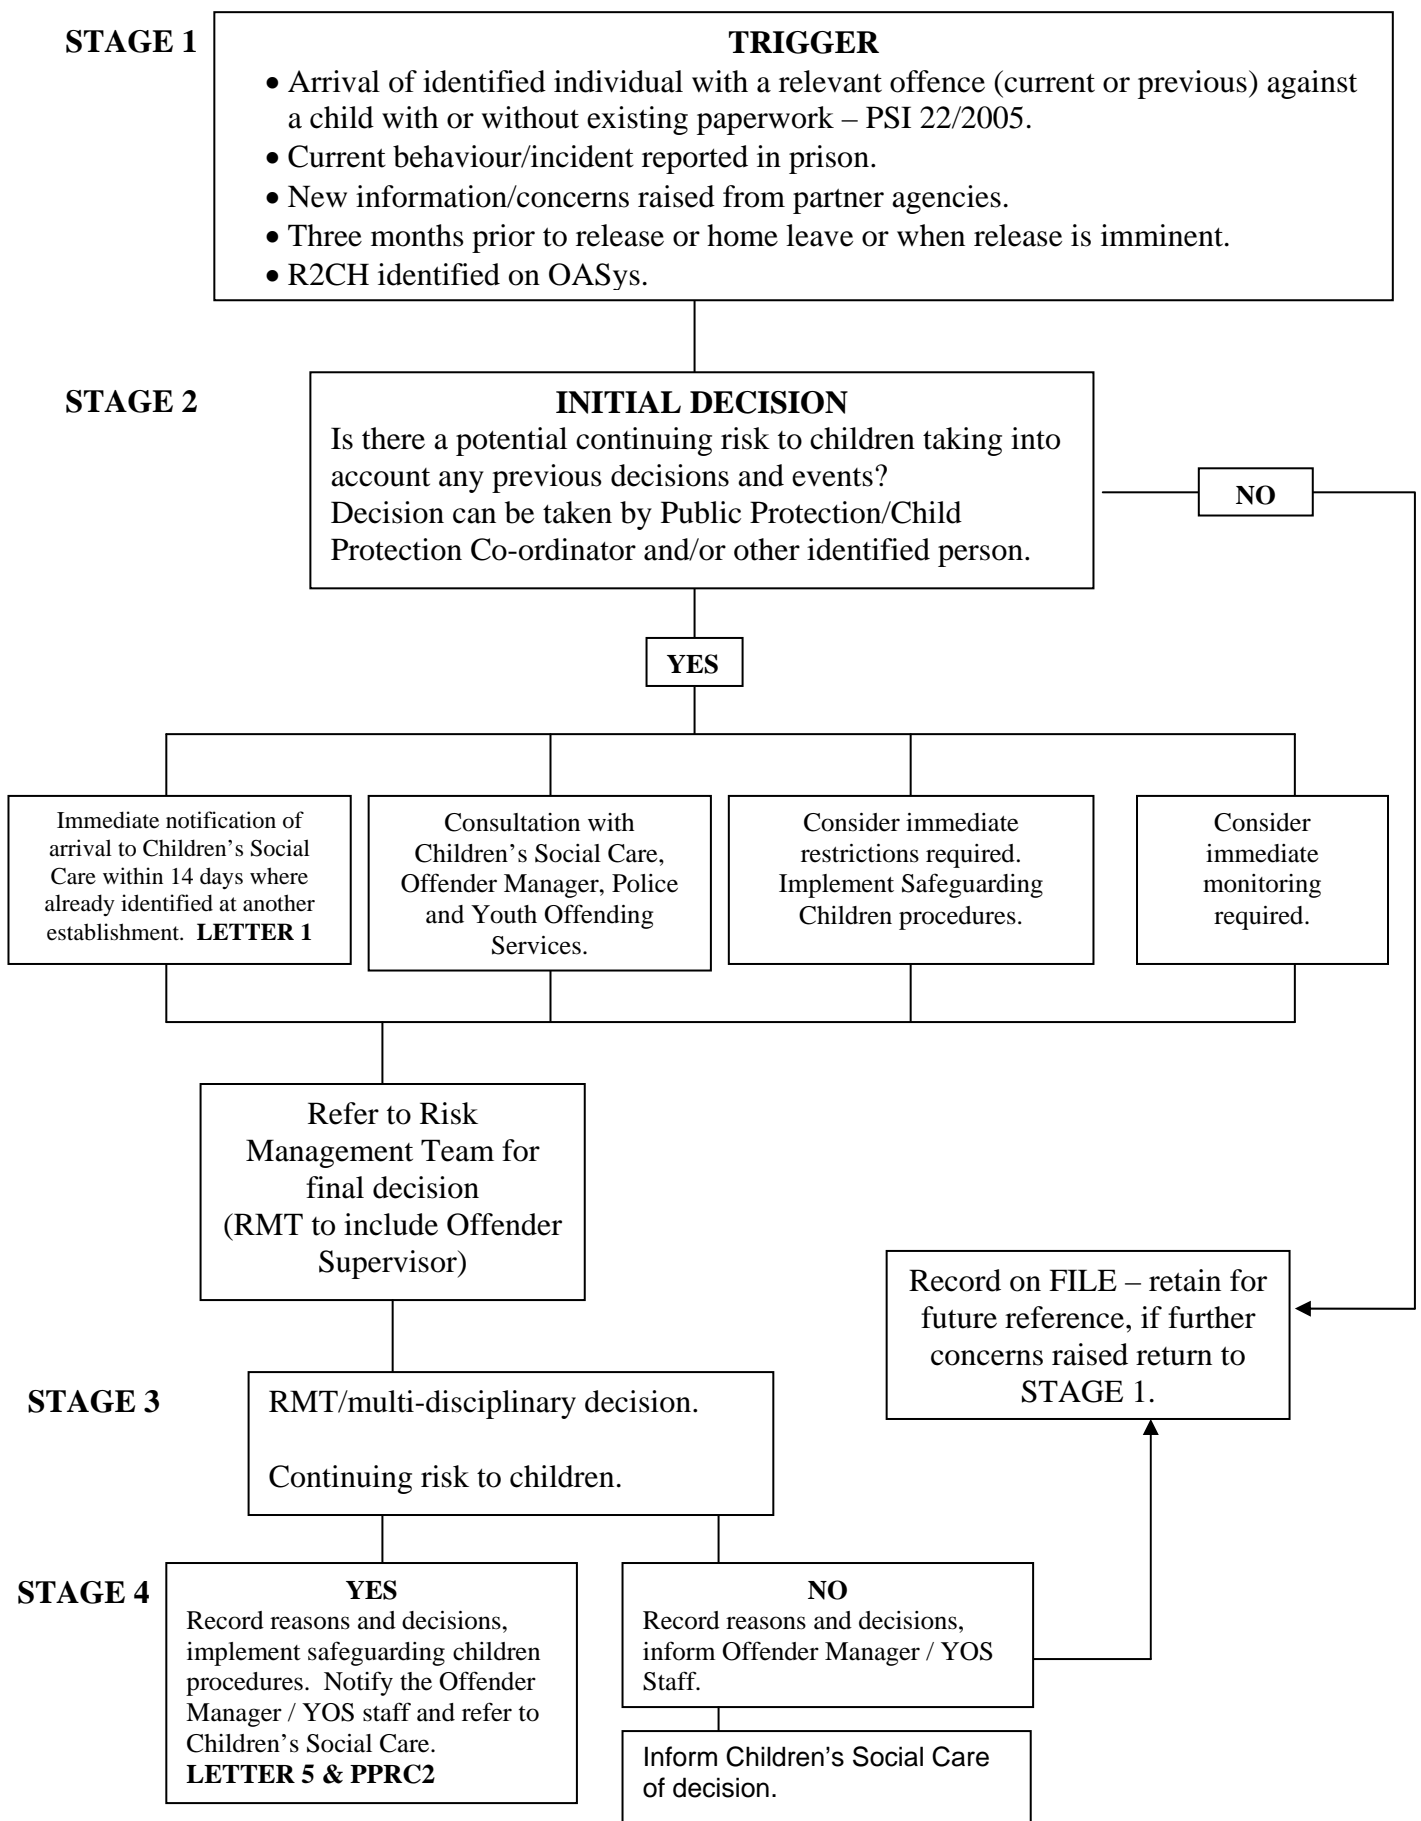 STAGE 1
TRIGGER
• Arrival of identified individual with a relevant offence (current or previous) against
a child with or without existing paperwork – PSI 22/2005.
• Current behaviour/incident reported in prison.
• New information/concerns raised from partner agencies.
• Three months prior to release or home leave or when release is imminent.
• R2CH identified on OASys.
STAGE 2
INITIAL DECISION
Is there a potential continuing risk to children taking into
account any previous decisions and events?
Decision can be taken by Public Protection/Child
Protection Co-ordinator and/or other identified person.
NO
YES
Immediate notification of
arrival to Children’s Social
Care within 14 days where
already identified at another
establishment. LETTER 1
Consultation with
Children’s Social Care,
Offender Manager, Police
and Youth Offending
Services.
Consider immediate
restrictions required.
Implement Safeguarding
Children procedures.
Consider
immediate
monitoring
required.
Refer to Risk
Management Team for
final decision
(RMT to include Offender
Supervisor)
Record on FILE – retain for
future reference, if further
concerns raised return to
STAGE 1.
STAGE 3
RMT/multi-disciplinary decision.
Continuing risk to children.
STAGE 4
YES
Record reasons and decisions,
implement safeguarding children
procedures. Notify the Offender
Manager / YOS staff and refer to
Children’s Social Care.
LETTER 5 & PPRC2
NO
Record reasons and decisions,
inform Offender Manager / YOS
Staff.
Inform Children’s Social Care
of decision.